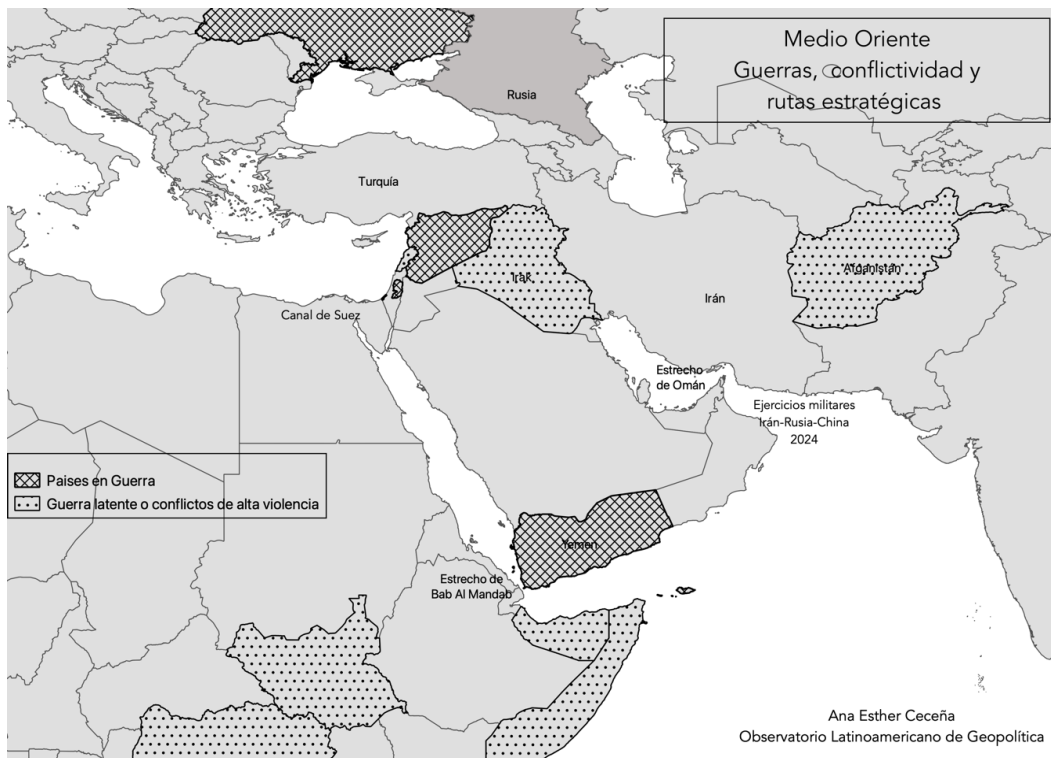 Medio Oriente
Guerras, conflictividad y
rutas estratégicas
Rusia
Turquía
Irak
Irán
Afganistán
Canal de Suez
Estrecho
de Omán
Ejercicios militares
Irán-Rusia-China
2024
Paises en Guerra
Guerra latente o conflictos de alta violencia
Yemen
Estrecho de
Bab Al Mandab
Ana Esther Ceceña
Observatorio Latinoamericano de Geopolítica